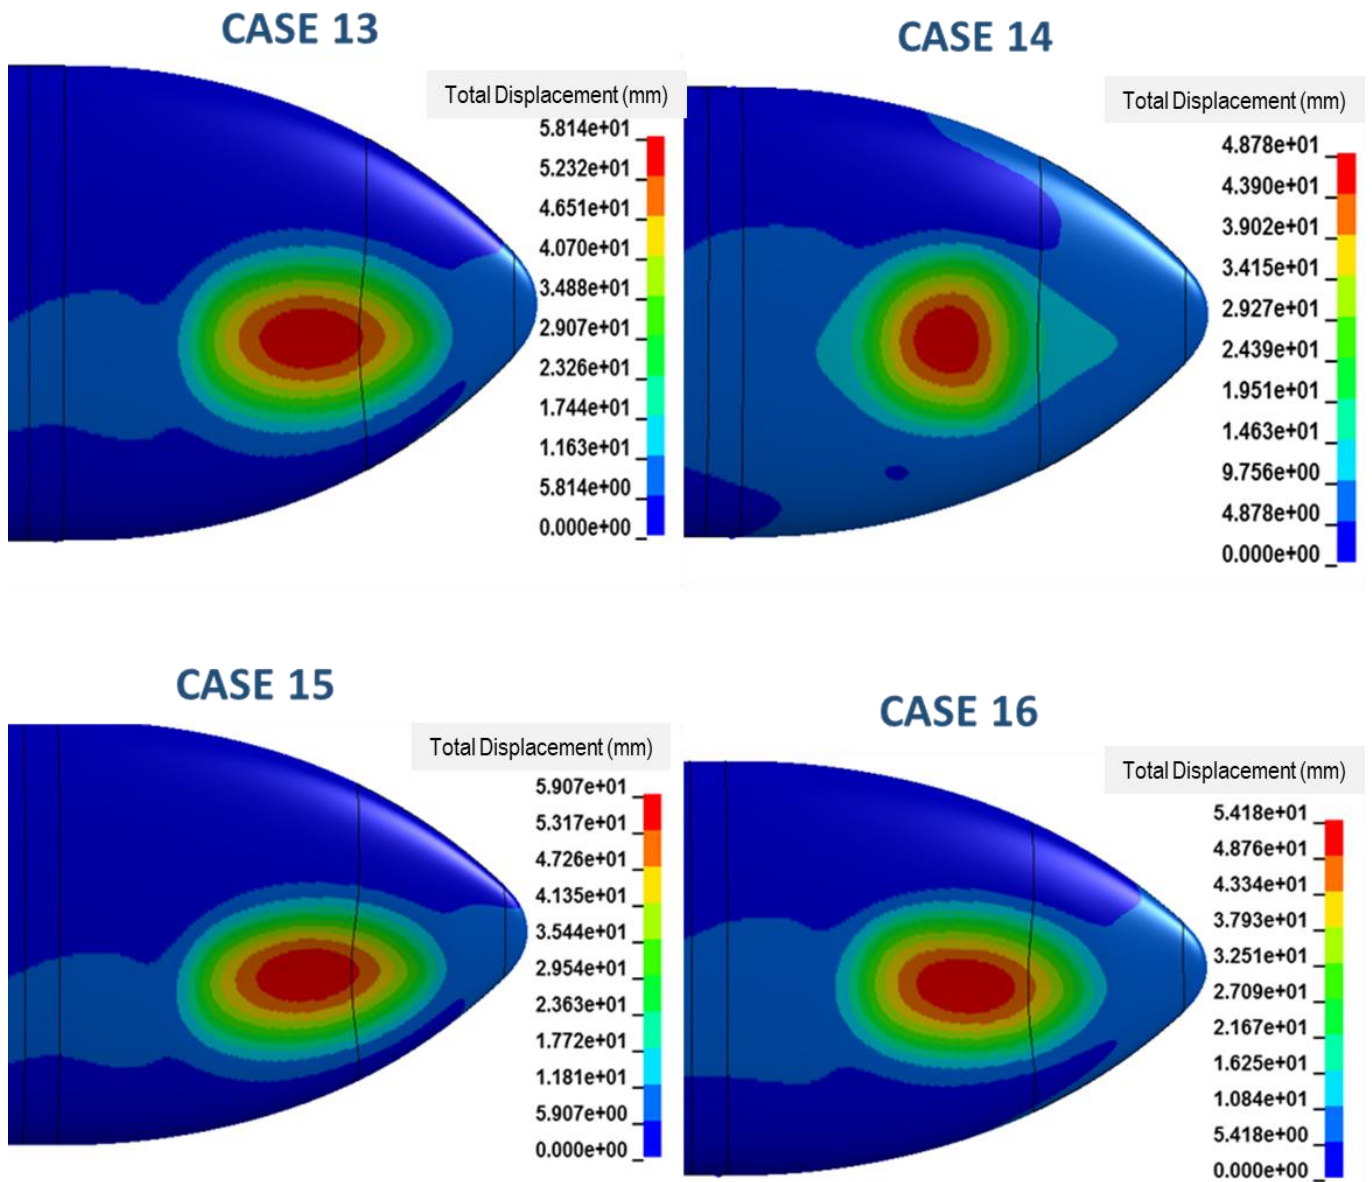 CASE 13
Total Displacement (mm)
5.814e+01
5.232e+01
4.651e+01
4.070e+01
3.488e+01
2.907e+01
2.326e+01
1.744e+01
1.163e+01
5.814e+00
0.000e+00
CASE 14
Total Displacement (mm)
4.878e+01
4.390e+01
3.902e+01
3.415e+01
2.927e+01
2.439e+01
1.951e+01
1.463e+01
9.756e+00
4.878e+00
0.000e+00
CASE 15
Total Displacement (mm)
5.907e+01
5.317e+01
4.726e+01
4.135e+01
3.544e+01
2.954e+01
2.363e+01
1.772e+01
1.181e+01
5.907e+00
0.000e+00
CASE 16
Total Displacement (mm)
5.418e+01
4.876e+01
4.334e+01
3.793e+01
3.251e+01
2.709e+01
2.167e+01
1.625e+01
1.084e+01
5.418e+00
0.000e+00